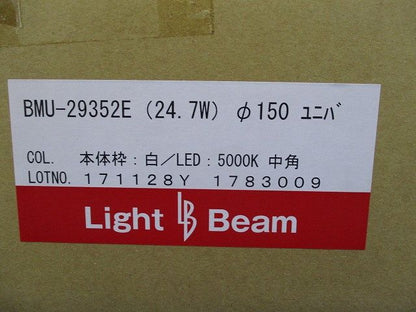 BMU-29352E (24.7W) φ150 ﾕﾆﾊﾞ
COL. 本体枠：白／LED：5000K 中角
LOTNO. 171128Y 1783009
Light Beam